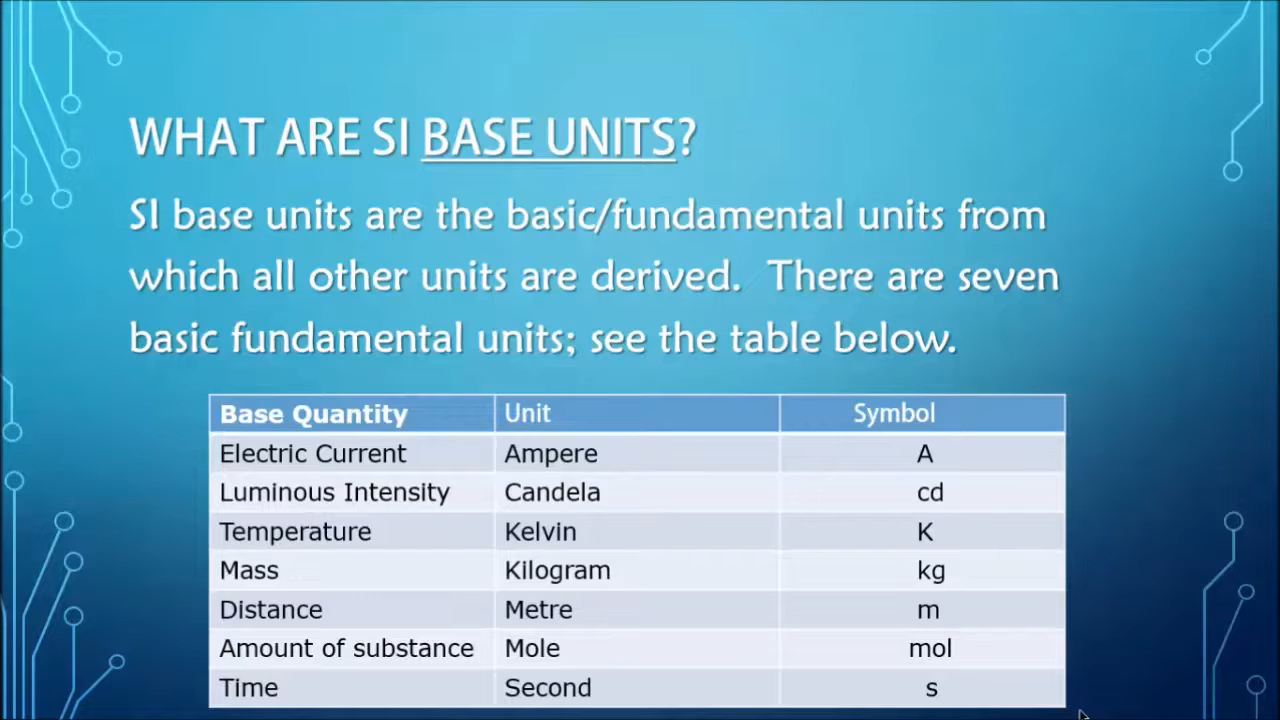 WHAT ARE SI BASE UNITS?
SI base units are the basic/fundamental units from
which all other units are derived.  There are seven
basic fundamental units; see the table below.
Base Quantity Unit Symbol
Electric Current Ampere A
Luminous Intensity Candela cd
Temperature Kelvin K
Mass Kilogram kg
Distance Metre m
Amount of substance Mole mol
Time Second s